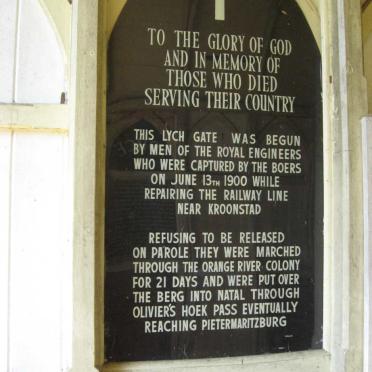 TO THE GLORY OF GOD
AND IN MEMORY OF
THOSE WHO DIED
SERVING THEIR COUNTRY
THIS LYCH GATE WAS BEGUN
BY MEN OF THE ROYAL ENGINEERS
WHO WERE CAPTURED BY THE BOERS
ON JUNE 13TH 1900 WHILE
REPAIRING THE RAILWAY LINE
NEAR KROONSTAD
REFUSING TO BE RELEASED
ON PAROLE THEY WERE MARCHED
THROUGH THE ORANGE RIVER COLONY
FOR 21 DAYS AND WERE PUT OVER
THE BERG INTO NATAL THROUGH
OLIVIER'S HOEK PASS EVENTUALLY
REACHING PIETERMARITZBURG